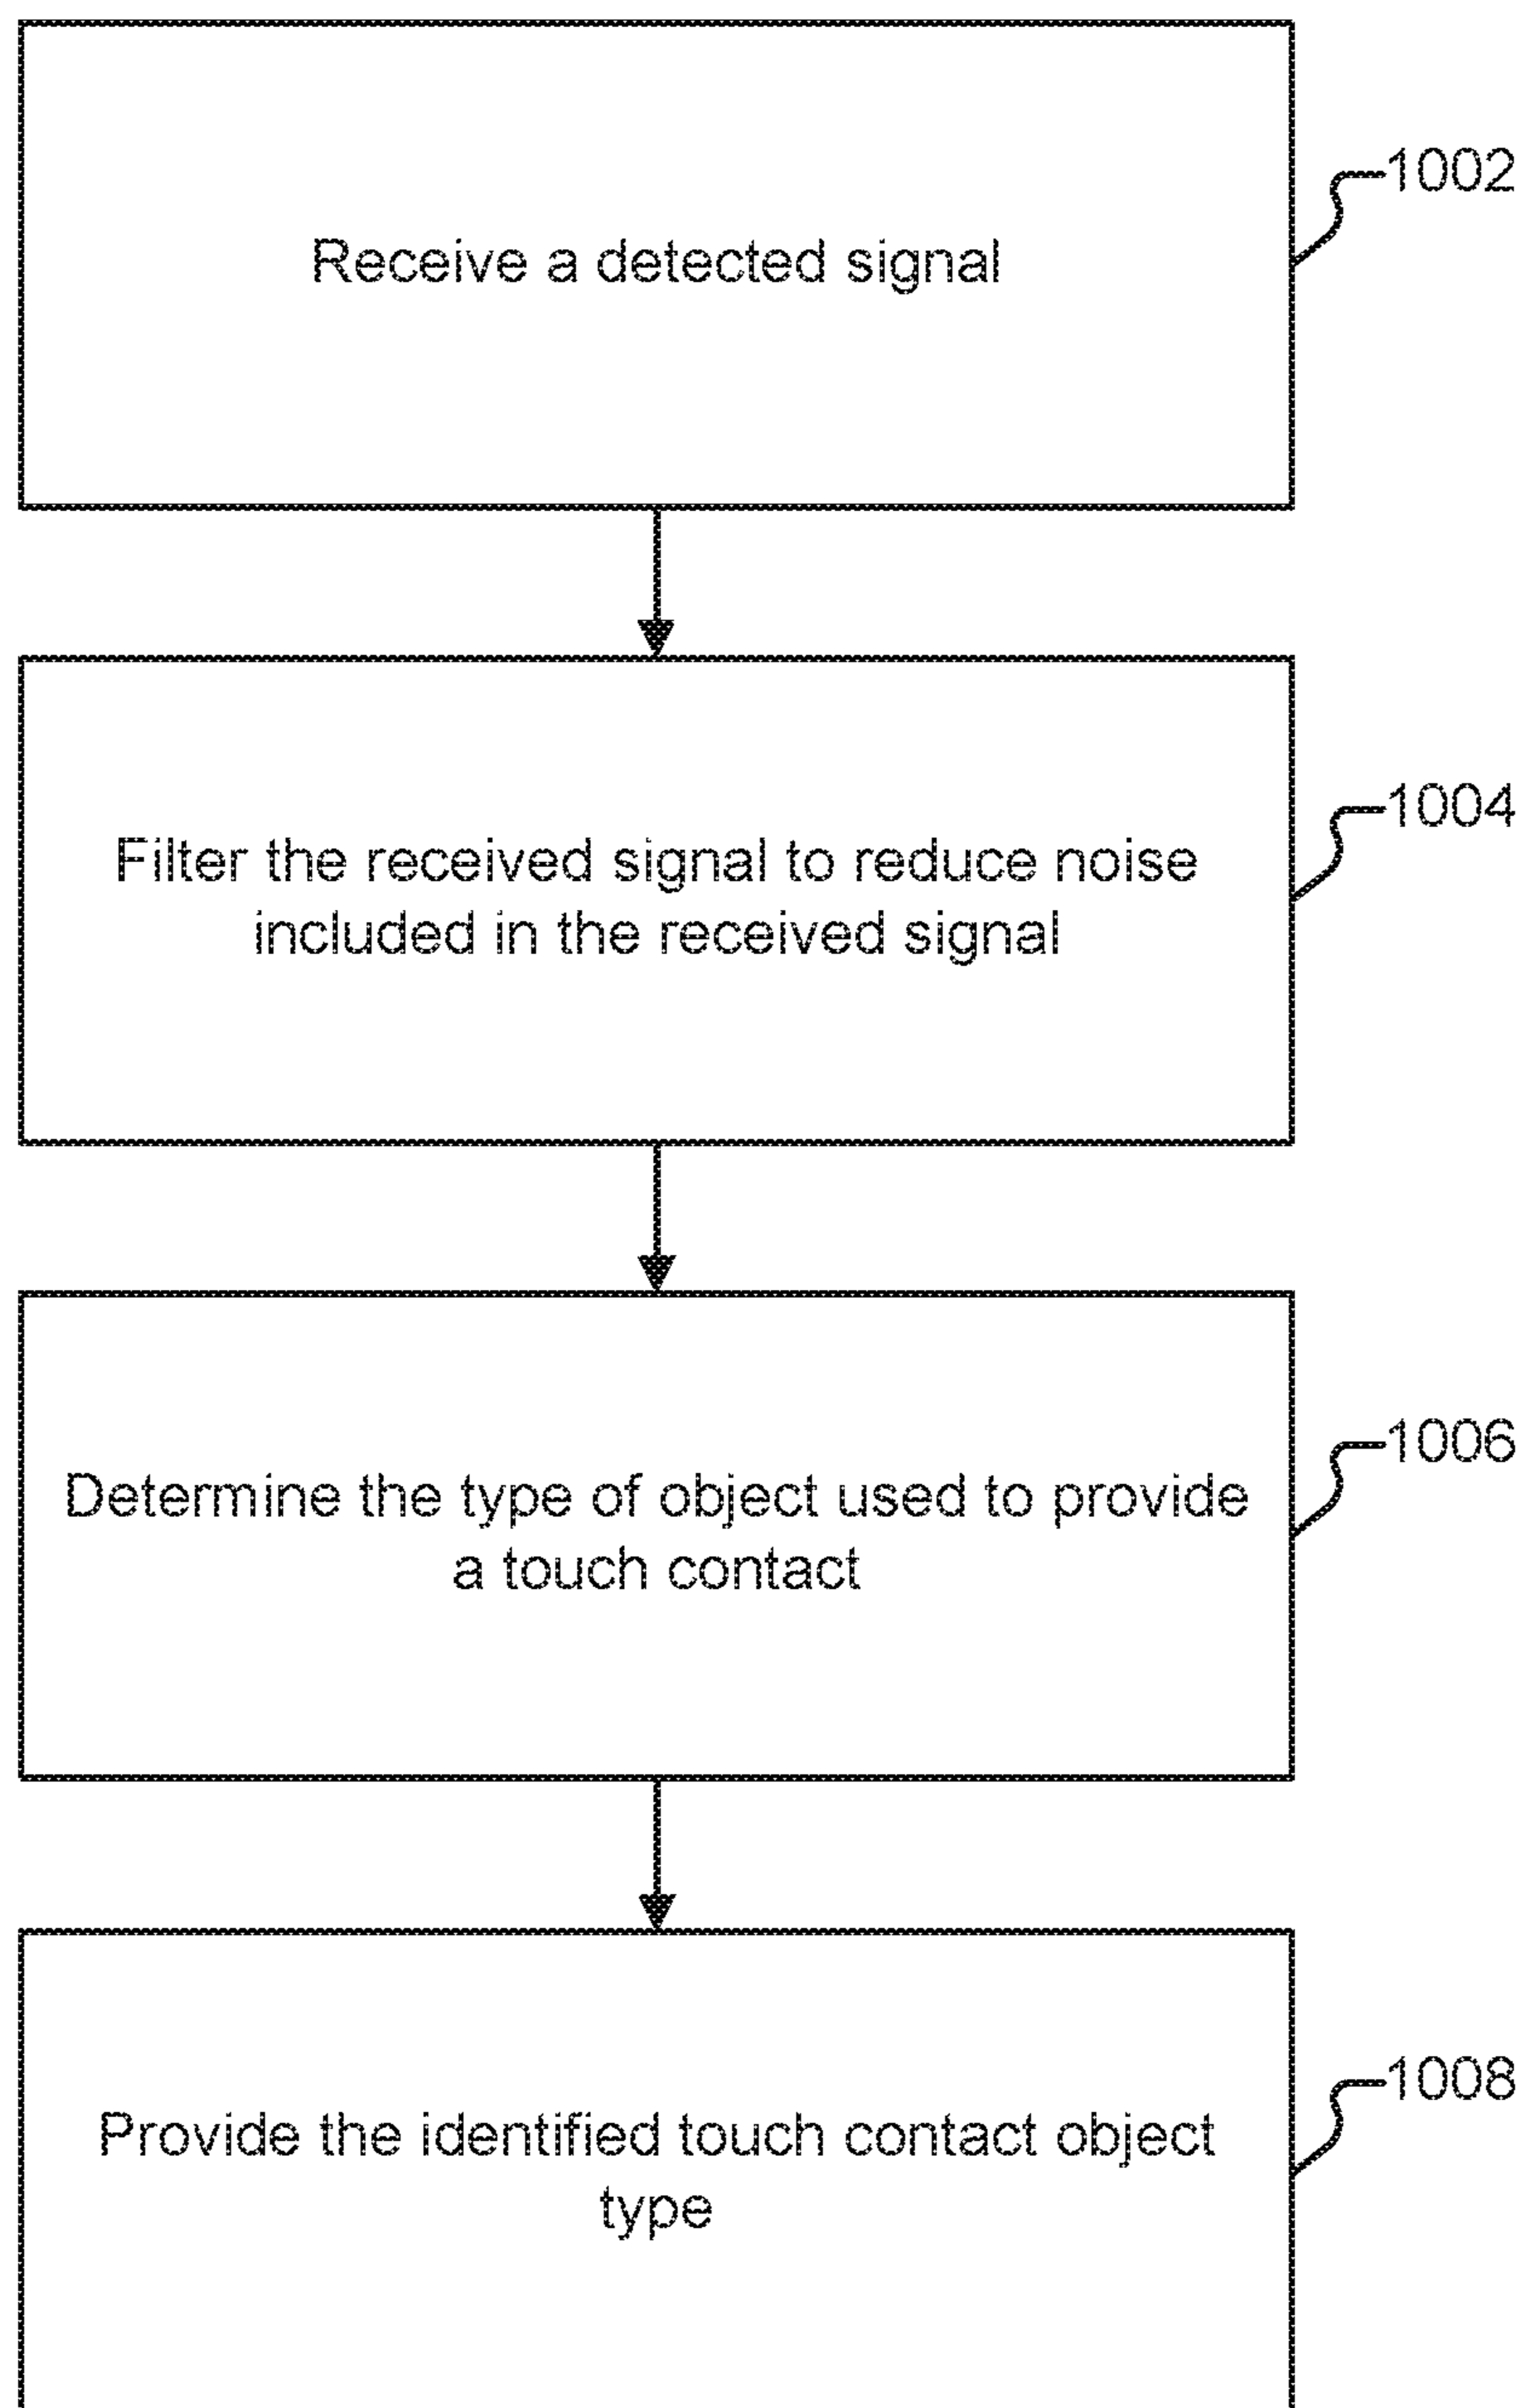 Receive a detected signal
1002
Filter the received signal to reduce noise
included in the received signal
1004
Determine the type of object used to provide
a touch contact
1006
Provide the identified touch contact object
type
1008